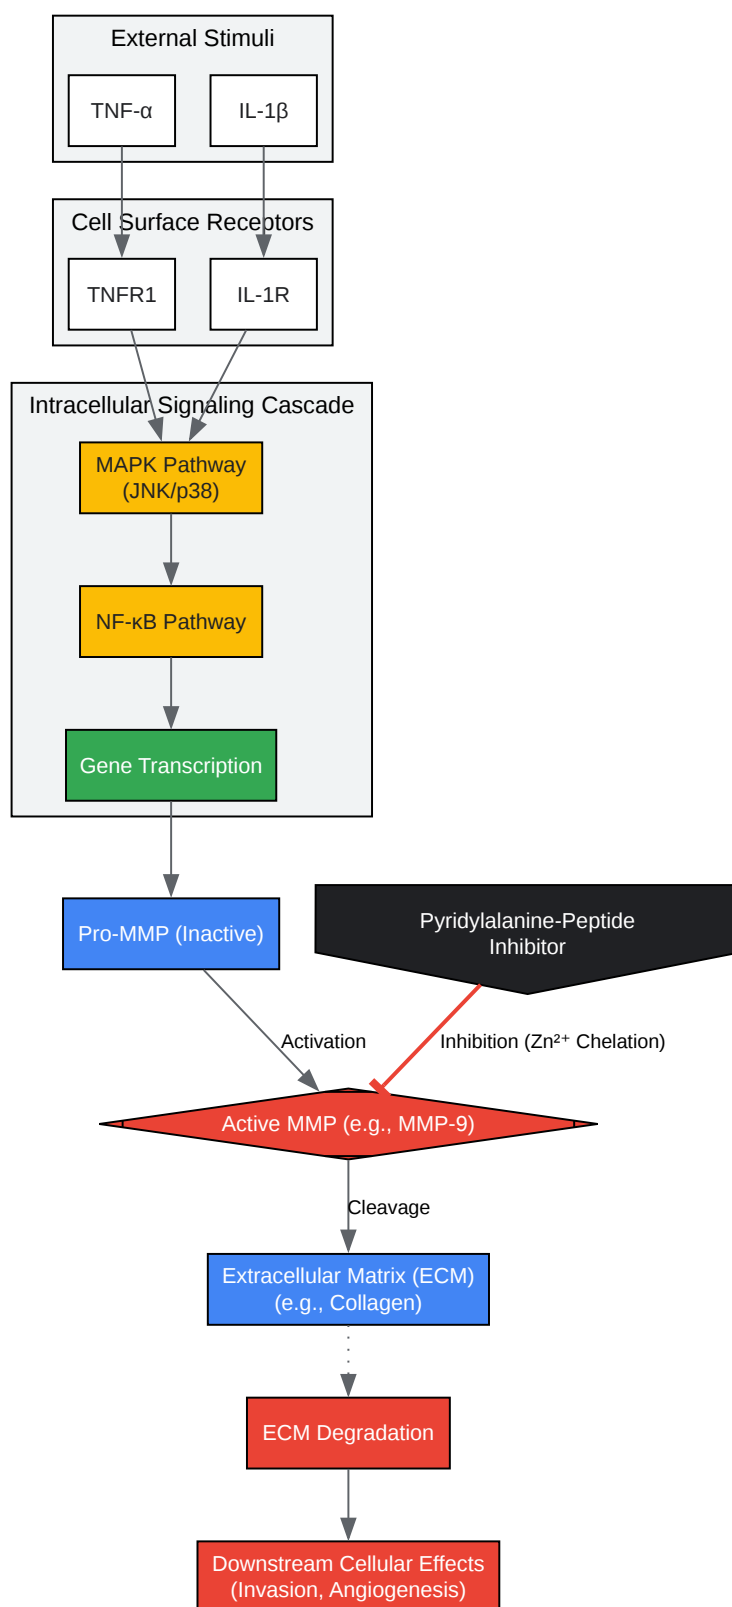 External Stimuli
TNF-α
IL-1β
Cell Surface Receptors
TNFR1
IL-1R
Intracellular Signaling Cascade
MAPK Pathway
(JNK/p38)
NF-κB Pathway
Gene Transcription
Pro-MMP (Inactive)
Pyridylalanine-Peptide
Inhibitor
Activation
Inhibition (Zn²⁺ Chelation)
Active MMP (e.g., MMP-9)
Cleavage
Extracellular Matrix (ECM)
(e.g., Collagen)
ECM Degradation
Downstream Cellular Effects
(Invasion, Angiogenesis)